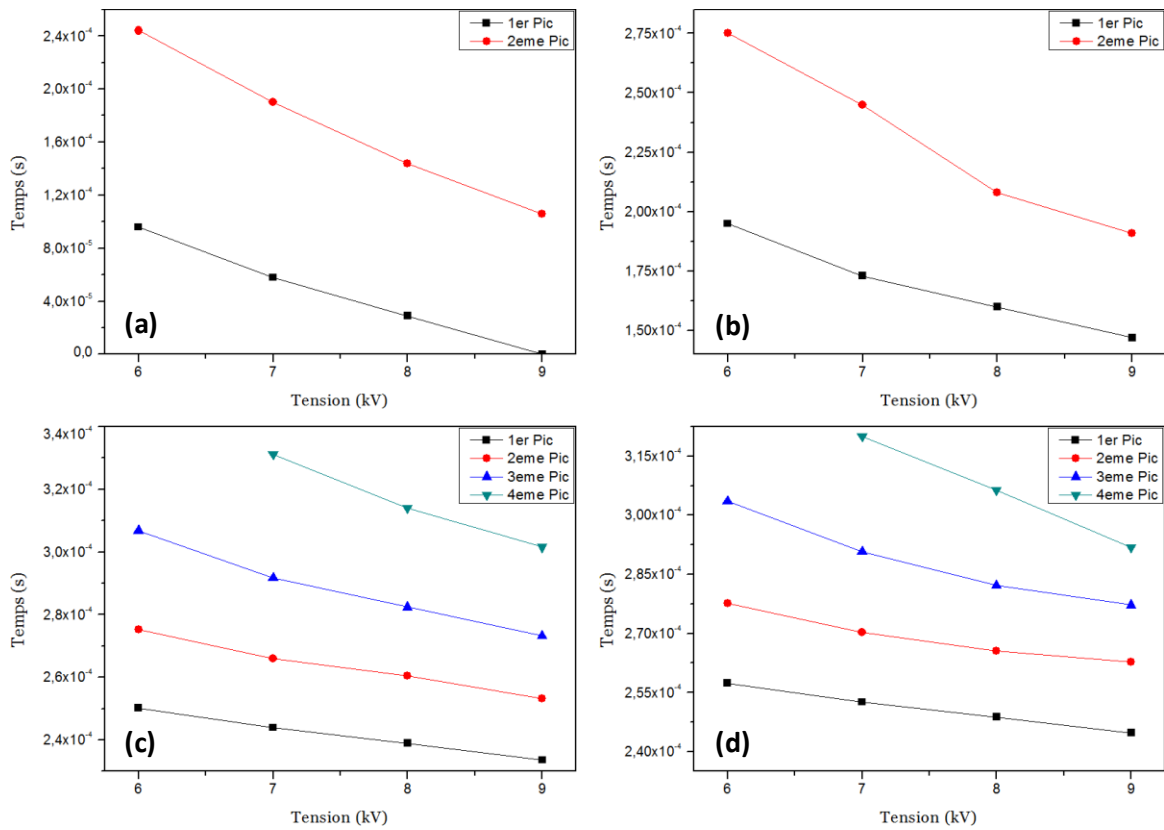 1er Pic
2eme Pic
2,4x10⁻⁴
2,0x10⁻⁴
1,6x10⁻⁴
1,2x10⁻⁴
8,0x10⁻⁵
4,0x10⁻⁵
0,0
Temps (s)
(a)
6 7 8 9
Tension (kV)
1er Pic
2eme Pic
2,75x10⁻⁴
2,50x10⁻⁴
2,25x10⁻⁴
2,00x10⁻⁴
1,75x10⁻⁴
1,50x10⁻⁴
Temps (s)
(b)
6 7 8 9
Tension (kV)
1er Pic
2eme Pic
3eme Pic
4eme Pic
3,4x10⁻⁴
3,2x10⁻⁴
3,0x10⁻⁴
2,8x10⁻⁴
2,6x10⁻⁴
2,4x10⁻⁴
Temps (s)
(c)
6 7 8 9
Tension (kV)
1er Pic
2eme Pic
3eme Pic
4eme Pic
3,15x10⁻⁴
3,00x10⁻⁴
2,85x10⁻⁴
2,70x10⁻⁴
2,55x10⁻⁴
2,40x10⁻⁴
Temps (s)
(d)
6 7 8 9
Tension (kV)